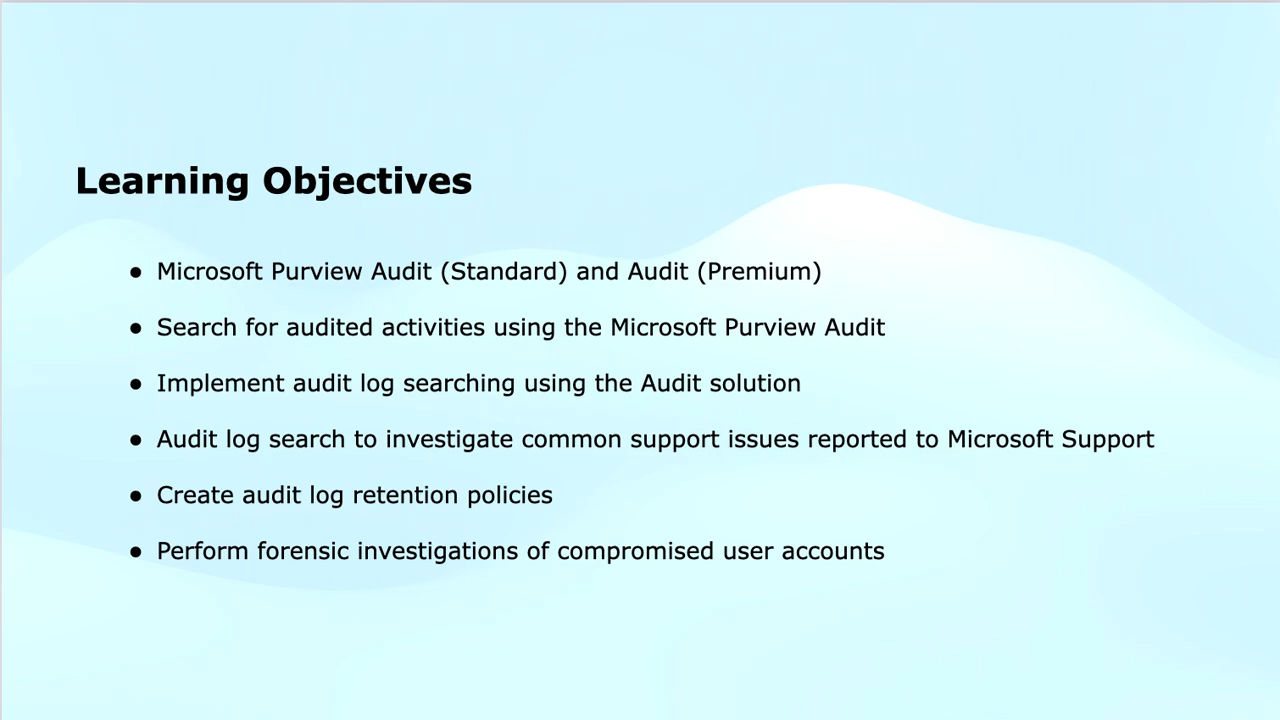 Learning Objectives
● Microsoft Purview Audit (Standard) and Audit (Premium)
● Search for audited activities using the Microsoft Purview Audit
● Implement audit log searching using the Audit solution
● Audit log search to investigate common support issues reported to Microsoft Support
● Create audit log retention policies
● Perform forensic investigations of compromised user accounts